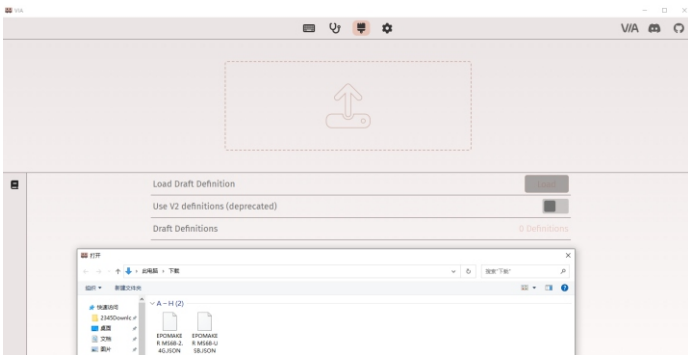 VIA
VIA
Load Draft Definition
Load
Use V2 definitions (deprecated)
Draft Definitions
0 Definitions
打开
此电脑 › 下载
搜索"下载"
组织
新建文件夹
快速访问
A – H (2)
2345Downlc
桌面
文档
图片
EPOMAKE
R MS68-2.
4G.JSON
EPOMAKE
R MS68-U
SB.JSON